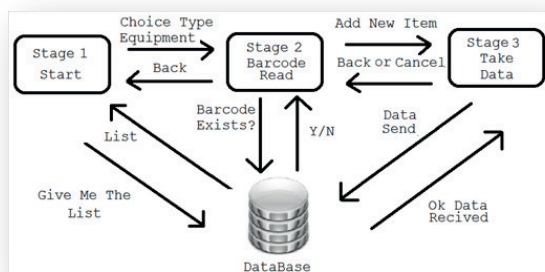 Choice Type
Equipment
Add New Item
Stage 1
Start
Stage 2
Barcode
Read
Stage 3
Take
Data
Back
Back or Cancel
Barcode
Exists?
Y/N
Data
Send
List
Give Me The
List
Ok Data
Recived
DataBase